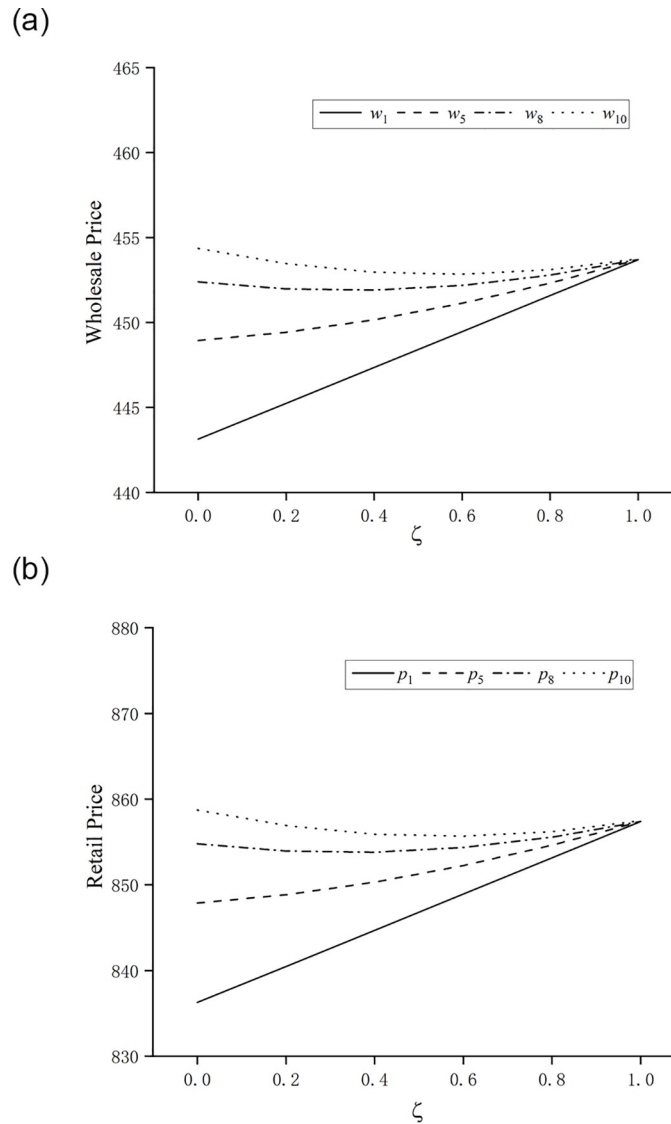 (a)
465
460
455
450
445
440
Wholesale Price
w₁ w₅ w₈ w₁₀
0.0 0.2 0.4 0.6 0.8 1.0
ζ
(b)
880
870
860
850
840
830
Retail Price
p₁ p₅ p₈ p₁₀
0.0 0.2 0.4 0.6 0.8 1.0
ζ